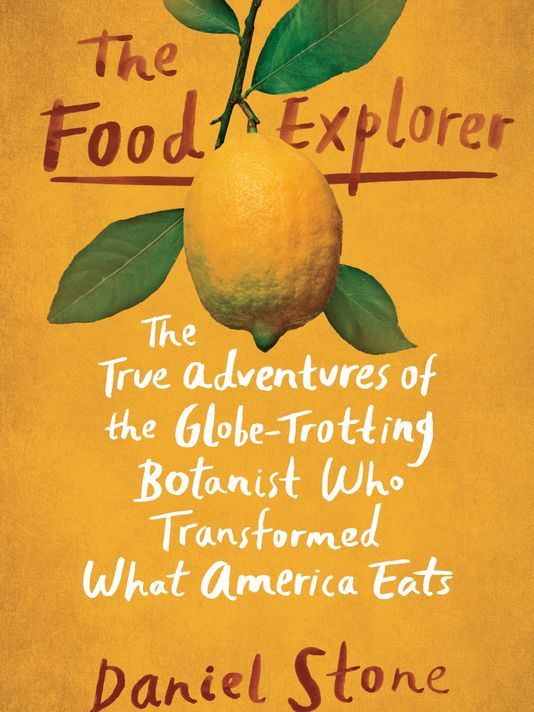 The
Food Explorer
The
True adventures of
the Globe-Trotting
Botanist Who
Transformed
What America Eats
Daniel Stone